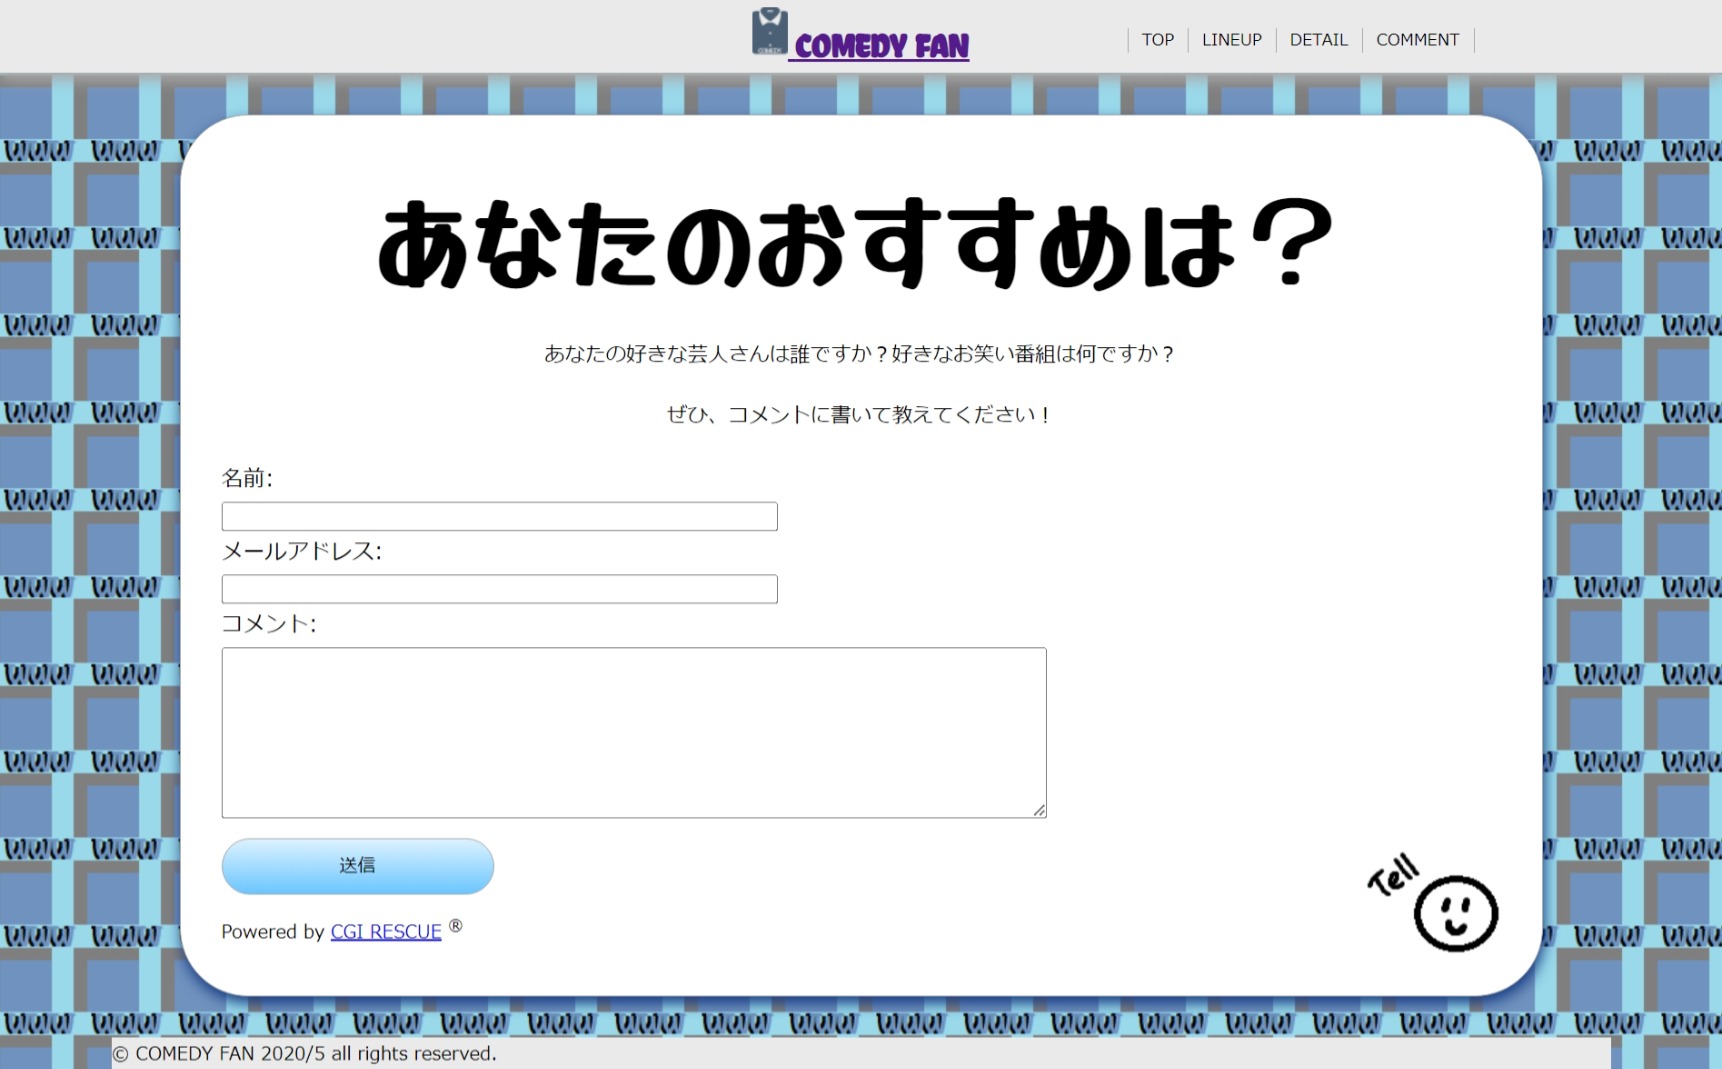 COMEDY FAN
TOP LINEUP DETAIL COMMENT
あなたのおすすめは？
あなたの好きな芸人さんは誰ですか？好きなお笑い番組は何ですか？
ぜひ、コメントに書いて教えてください！
名前:
メールアドレス:
コメント:
送信
Tell
Powered by CGI RESCUE ®
© COMEDY FAN 2020/5 all rights reserved.